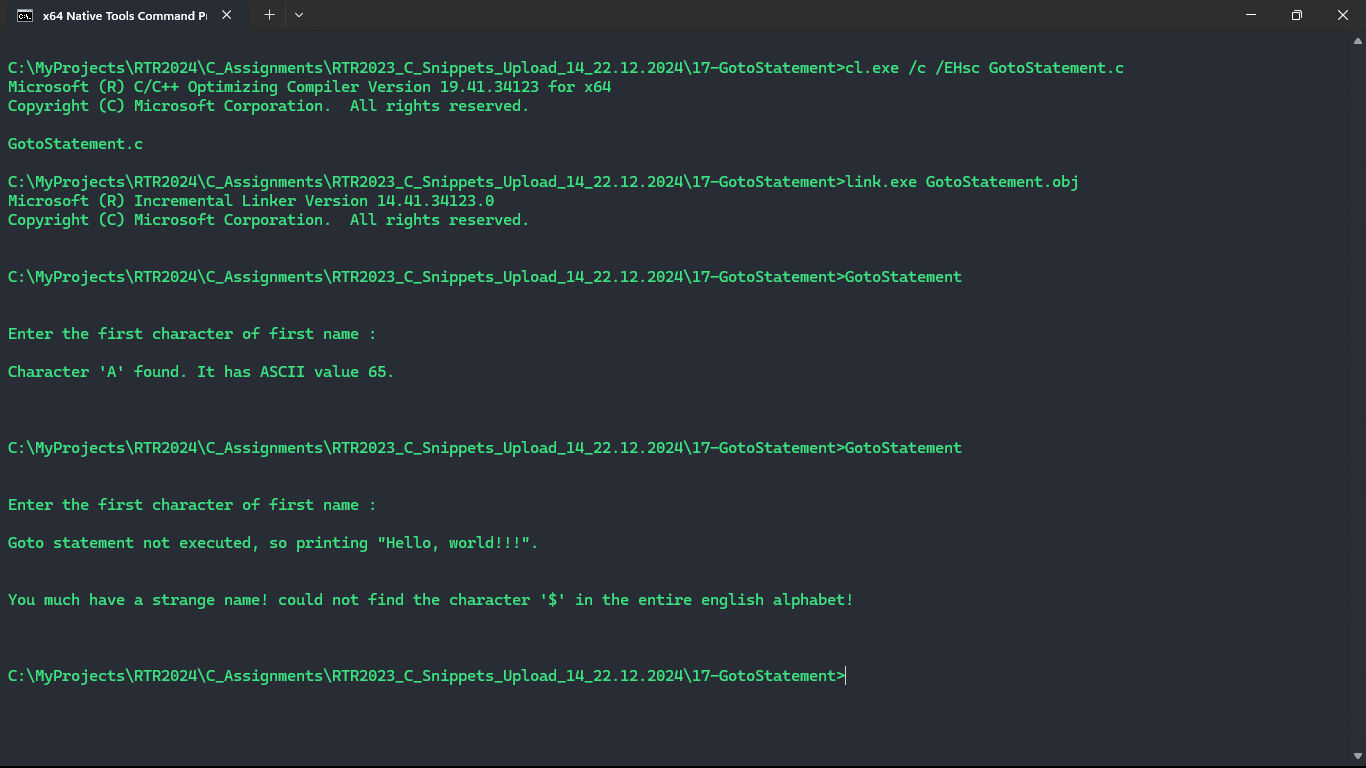 x64 Native Tools Command P
C:\MyProjects\RTR2024\C_Assignments\RTR2023_C_Snippets_Upload_14_22.12.2024\17-GotoStatement>cl.exe /c /EHsc GotoStatement.c
Microsoft (R) C/C++ Optimizing Compiler Version 19.41.34123 for x64
Copyright (C) Microsoft Corporation.  All rights reserved.
GotoStatement.c
C:\MyProjects\RTR2024\C_Assignments\RTR2023_C_Snippets_Upload_14_22.12.2024\17-GotoStatement>link.exe GotoStatement.obj
Microsoft (R) Incremental Linker Version 14.41.34123.0
Copyright (C) Microsoft Corporation.  All rights reserved.
C:\MyProjects\RTR2024\C_Assignments\RTR2023_C_Snippets_Upload_14_22.12.2024\17-GotoStatement>GotoStatement
Enter the first character of first name :
Character 'A' found. It has ASCII value 65.
C:\MyProjects\RTR2024\C_Assignments\RTR2023_C_Snippets_Upload_14_22.12.2024\17-GotoStatement>GotoStatement
Enter the first character of first name :
Goto statement not executed, so printing "Hello, world!!!".
You much have a strange name! could not find the character '$' in the entire english alphabet!
C:\MyProjects\RTR2024\C_Assignments\RTR2023_C_Snippets_Upload_14_22.12.2024\17-GotoStatement>